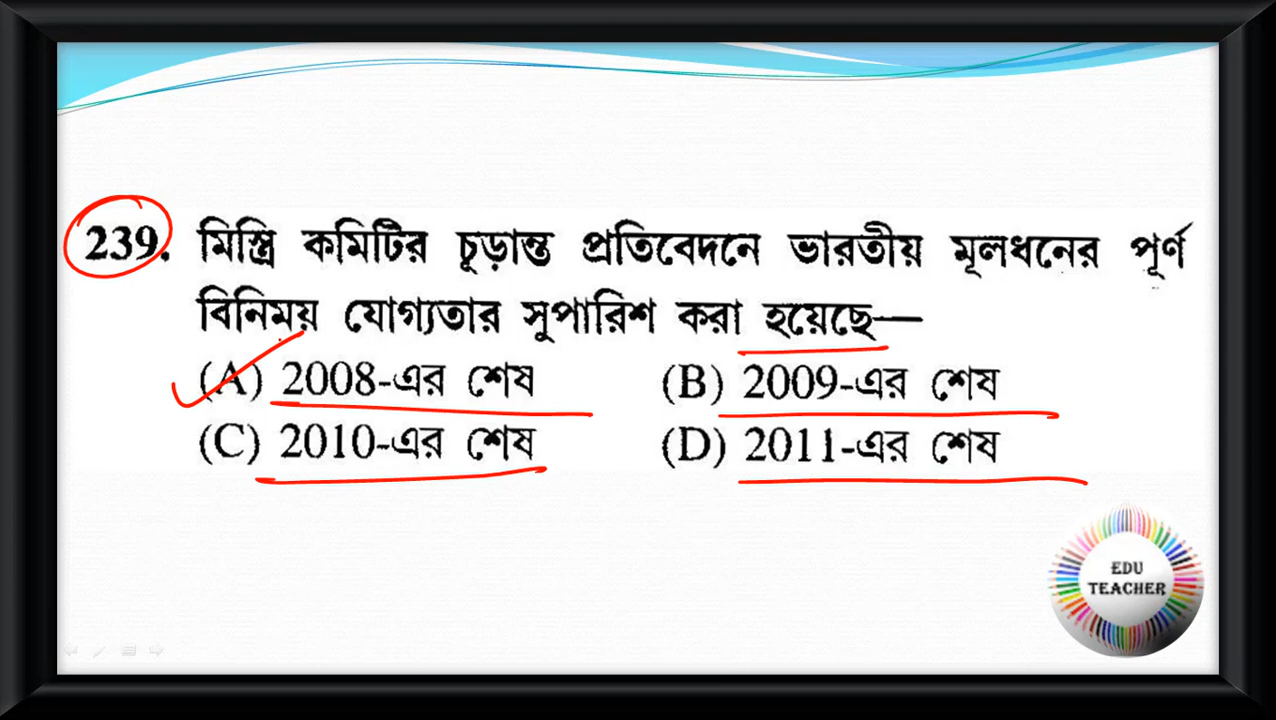 239. মিস্ত্রি কমিটির চূড়ান্ত প্রতিবেদনে ভারতীয় মূলধনের পূর্ণ
বিনিময় যোগ্যতার সুপারিশ করা হয়েছে—
(A) 2008-এর শেষ (B) 2009-এর শেষ
(C) 2010-এর শেষ (D) 2011-এর শেষ
EDU
TEACHER